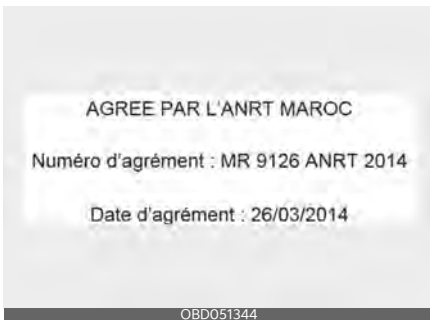 AGREE PAR L'ANRT MAROC
Numéro d'agrément : MR 9126 ANRT 2014
Date d'agrément : 26/03/2014
OBD051344